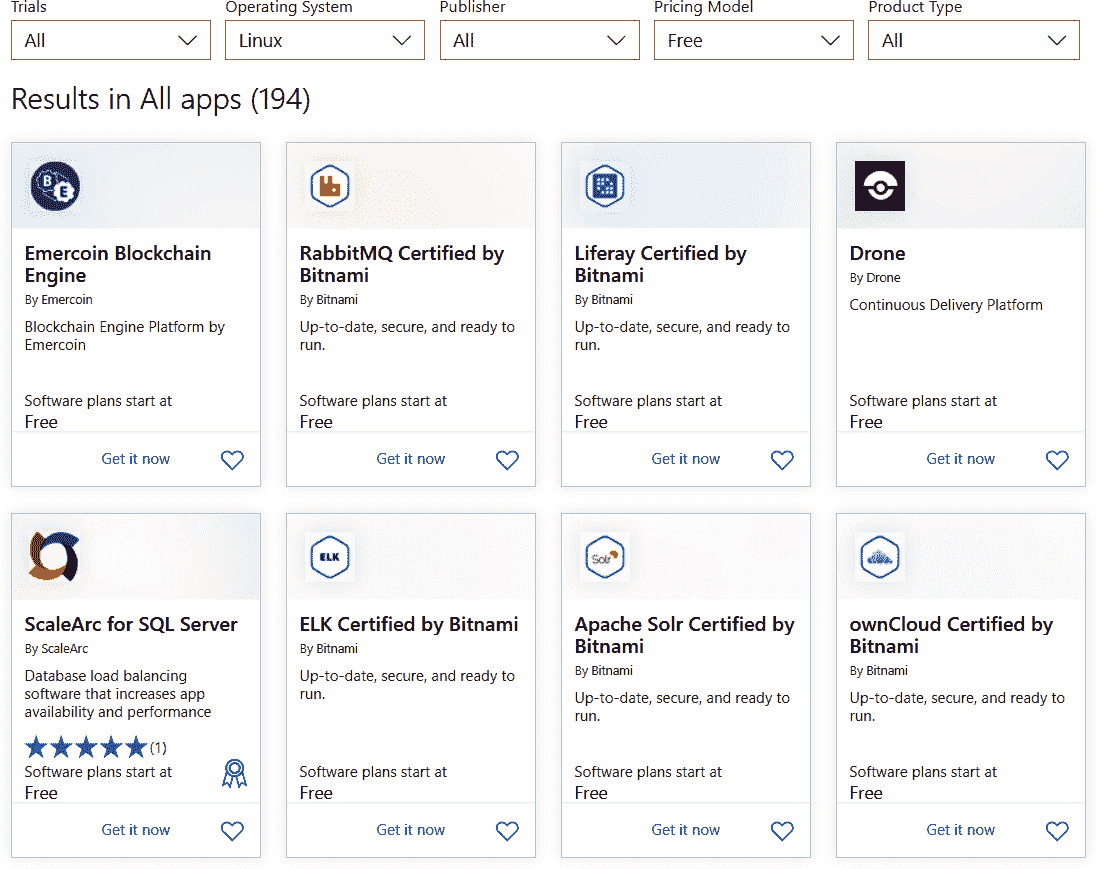 Trials Operating System Publisher Pricing Model Product Type
All Linux All Free All
Results in All apps (194)
B E
Emercoin Blockchain
Engine
By Emercoin
Blockchain Engine Platform by
Emercoin
Software plans start at
Free
Get it now
RabbitMQ Certified by
Bitnami
By Bitnami
Up-to-date, secure, and ready to
run.
Software plans start at
Free
Get it now
Liferay Certified by
Bitnami
By Bitnami
Up-to-date, secure, and ready to
run.
Software plans start at
Free
Get it now
Drone
By Drone
Continuous Delivery Platform
Software plans start at
Free
Get it now
ScaleArc for SQL Server
By ScaleArc
Database load balancing
software that increases app
availability and performance
(1)
Software plans start at
Free
Get it now
ELK
ELK Certified by Bitnami
By Bitnami
Up-to-date, secure, and ready to
run.
Software plans start at
Free
Get it now
Solr
Apache Solr Certified by
Bitnami
By Bitnami
Up-to-date, secure, and ready to
run.
Software plans start at
Free
Get it now
ownCloud Certified by
Bitnami
By Bitnami
Up-to-date, secure, and ready to
run.
Software plans start at
Free
Get it now